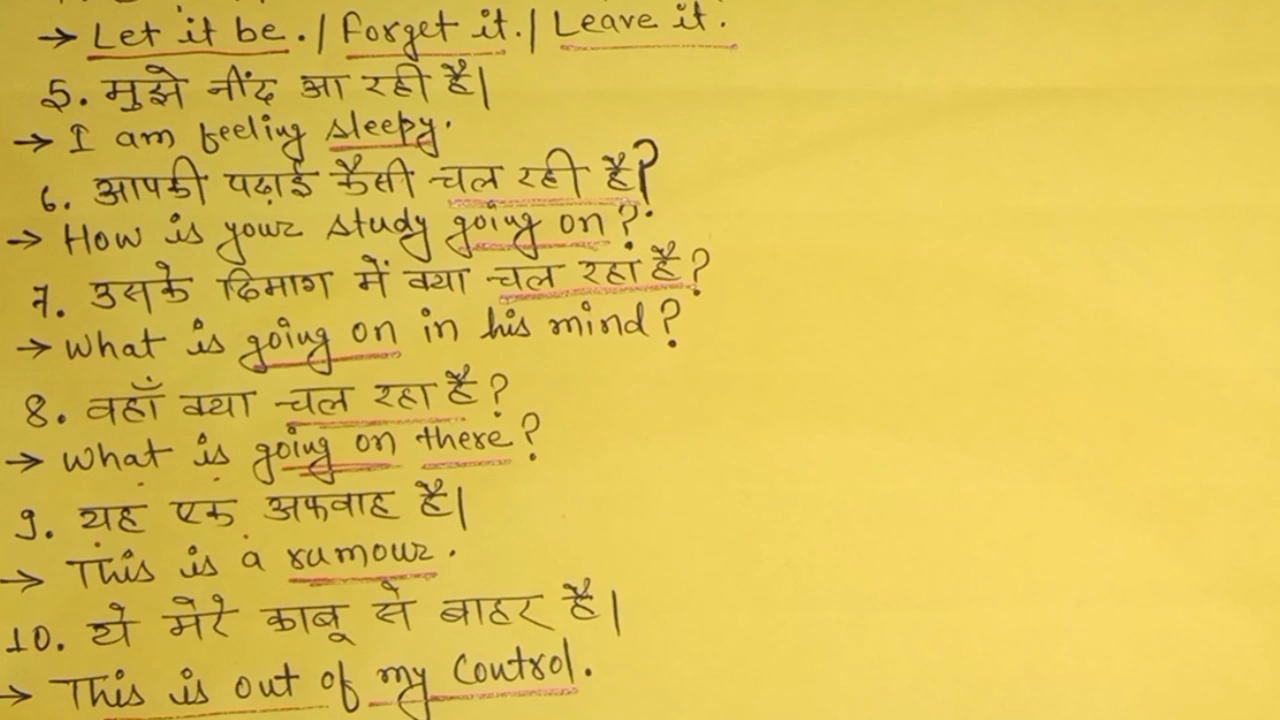 → Let it be. / Forget it. / Leave it.
5. मुझे नींद आ रही है|
→ I am feeling sleepy.
6. आपकी पढ़ाई कैसी चल रही है?
→ How is your study going on?
7. उसके दिमाग में क्या चल रहा है?
→ What is going on in his mind?
8. वहाँ क्या चल रहा है?
→ What is going on there?
9. यह एक अफवाह है|
→ This is a rumour.
10. ये मेरे काबू से बाहर है|
→ This is out of my control.